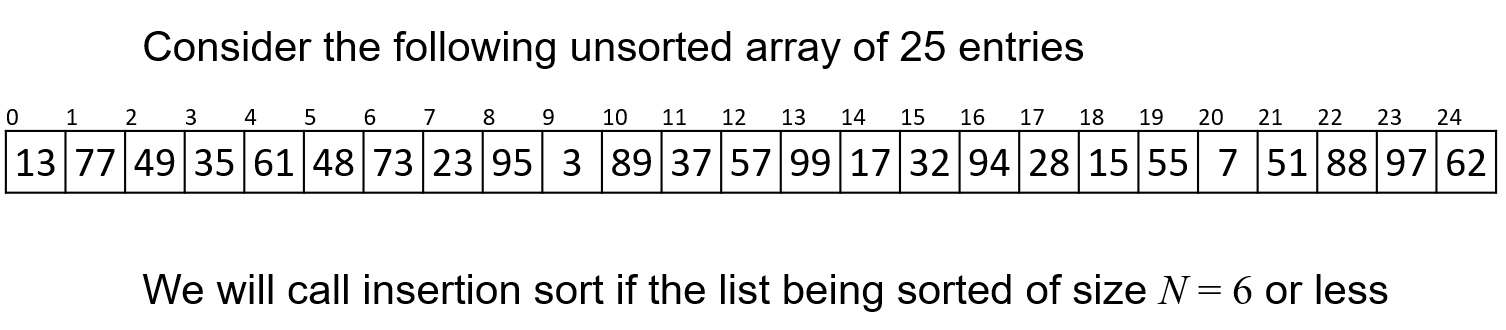 Consider the following unsorted array of 25 entries
0 1 2 3 4 5 6 7 8 9 10 11 12 13 14 15 16 17 18 19 20 21 22 23 24
13 77 49 35 61 48 73 23 95 3 89 37 57 99 17 32 94 28 15 55 7 51 88 97 62
We will call insertion sort if the list being sorted of size N = 6 or less